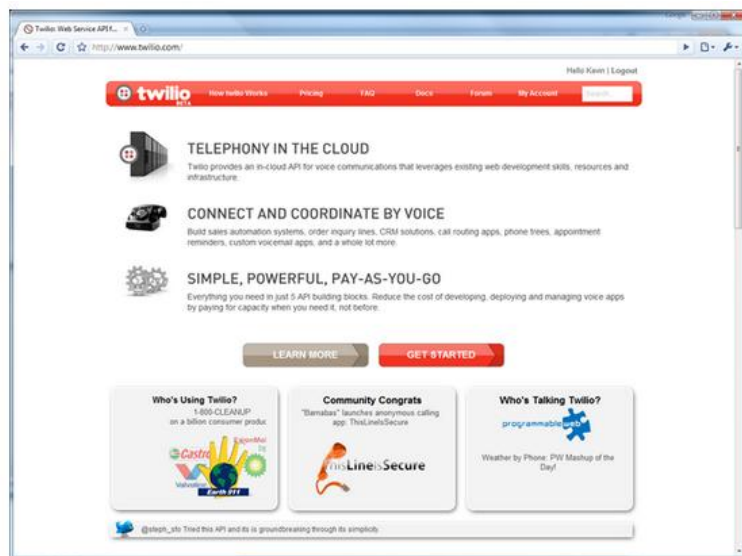 Twilio: Web Service API f...
http://www.twilio.com/
Hello Kevin | Logout
twilio
BETA
How twilio Works Pricing FAQ Docs Forum My Account Search...
TELEPHONY IN THE CLOUD
Twilio provides an in-cloud API for voice communications that leverages existing web development skills, resources and
infrastructure.
CONNECT AND COORDINATE BY VOICE
Build sales automation systems, order inquiry lines, CRM solutions, call routing apps, phone trees, appointment
reminders, custom voicemail apps, and a whole lot more.
SIMPLE, POWERFUL, PAY-AS-YOU-GO
Everything you need in just 5 API building blocks. Reduce the cost of developing, deploying and managing voice apps
by paying for capacity when you need it, not before.
LEARN MORE
GET STARTED
Who's Using Twilio?
1-800-CLEANUP
on a billion consumer produc
ExxonMo
Castro
Valvoline
Earth 911
Community Congrats
"Barnabas" launches anonymous calling
app: ThisLineIsSecure
ThisLineIsSecure
Who's Talking Twilio?
programmableweb
Weather by Phone: PW Mashup of the
Day!
@steph_sfo Tried this API and its is groundbreaking through its simplicity.